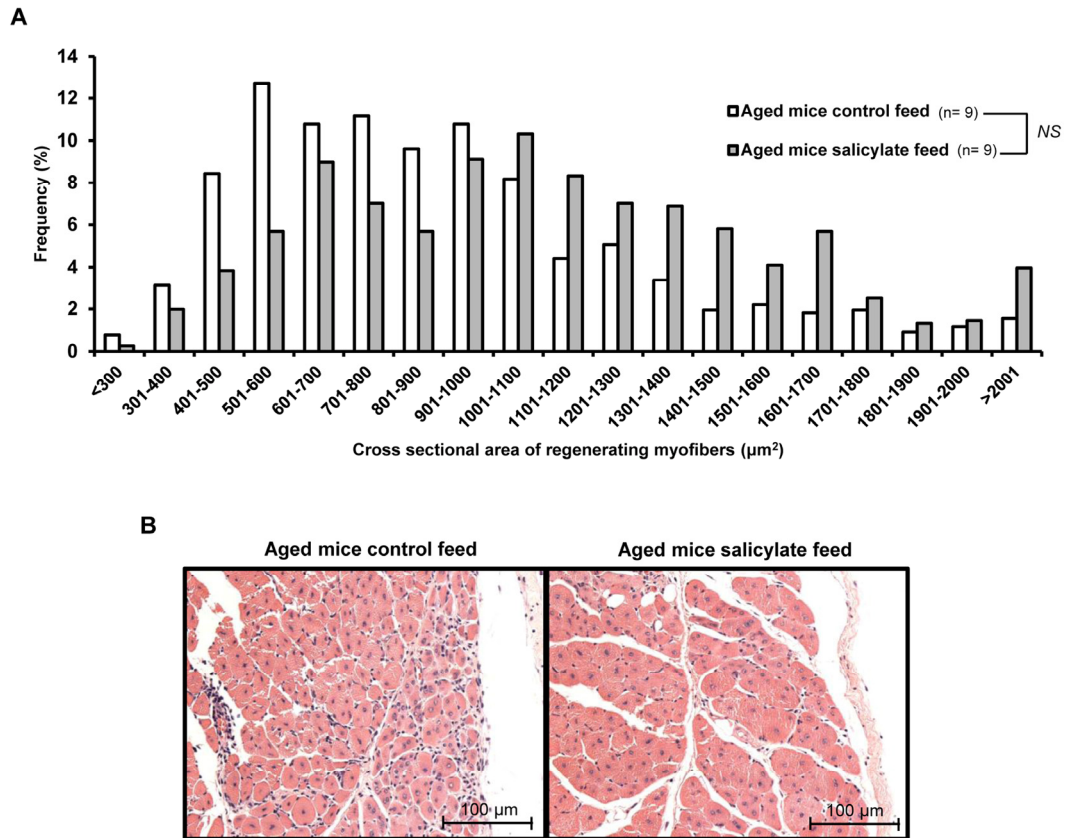 A
14
12
10
8
6
4
2
0
Frequency (%)
Aged mice control feed (n= 9)
Aged mice salicylate feed (n= 9)
NS
<300
301-400
401-500
501-600
601-700
701-800
801-900
901-1000
1001-1100
1101-1200
1201-1300
1301-1400
1401-1500
1501-1600
1601-1700
1701-1800
1801-1900
1901-2000
>2001
Cross sectional area of regenerating myofibers (µm²)
B
Aged mice control feed
Aged mice salicylate feed
100 µm
100 µm